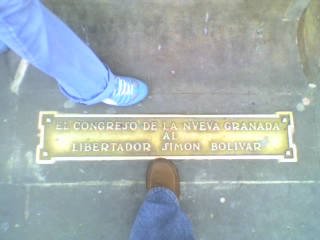 EL CONGREJO DE LA NVEVA GRANADA
AL
LIBERTADOR SIMON BOLIVAR